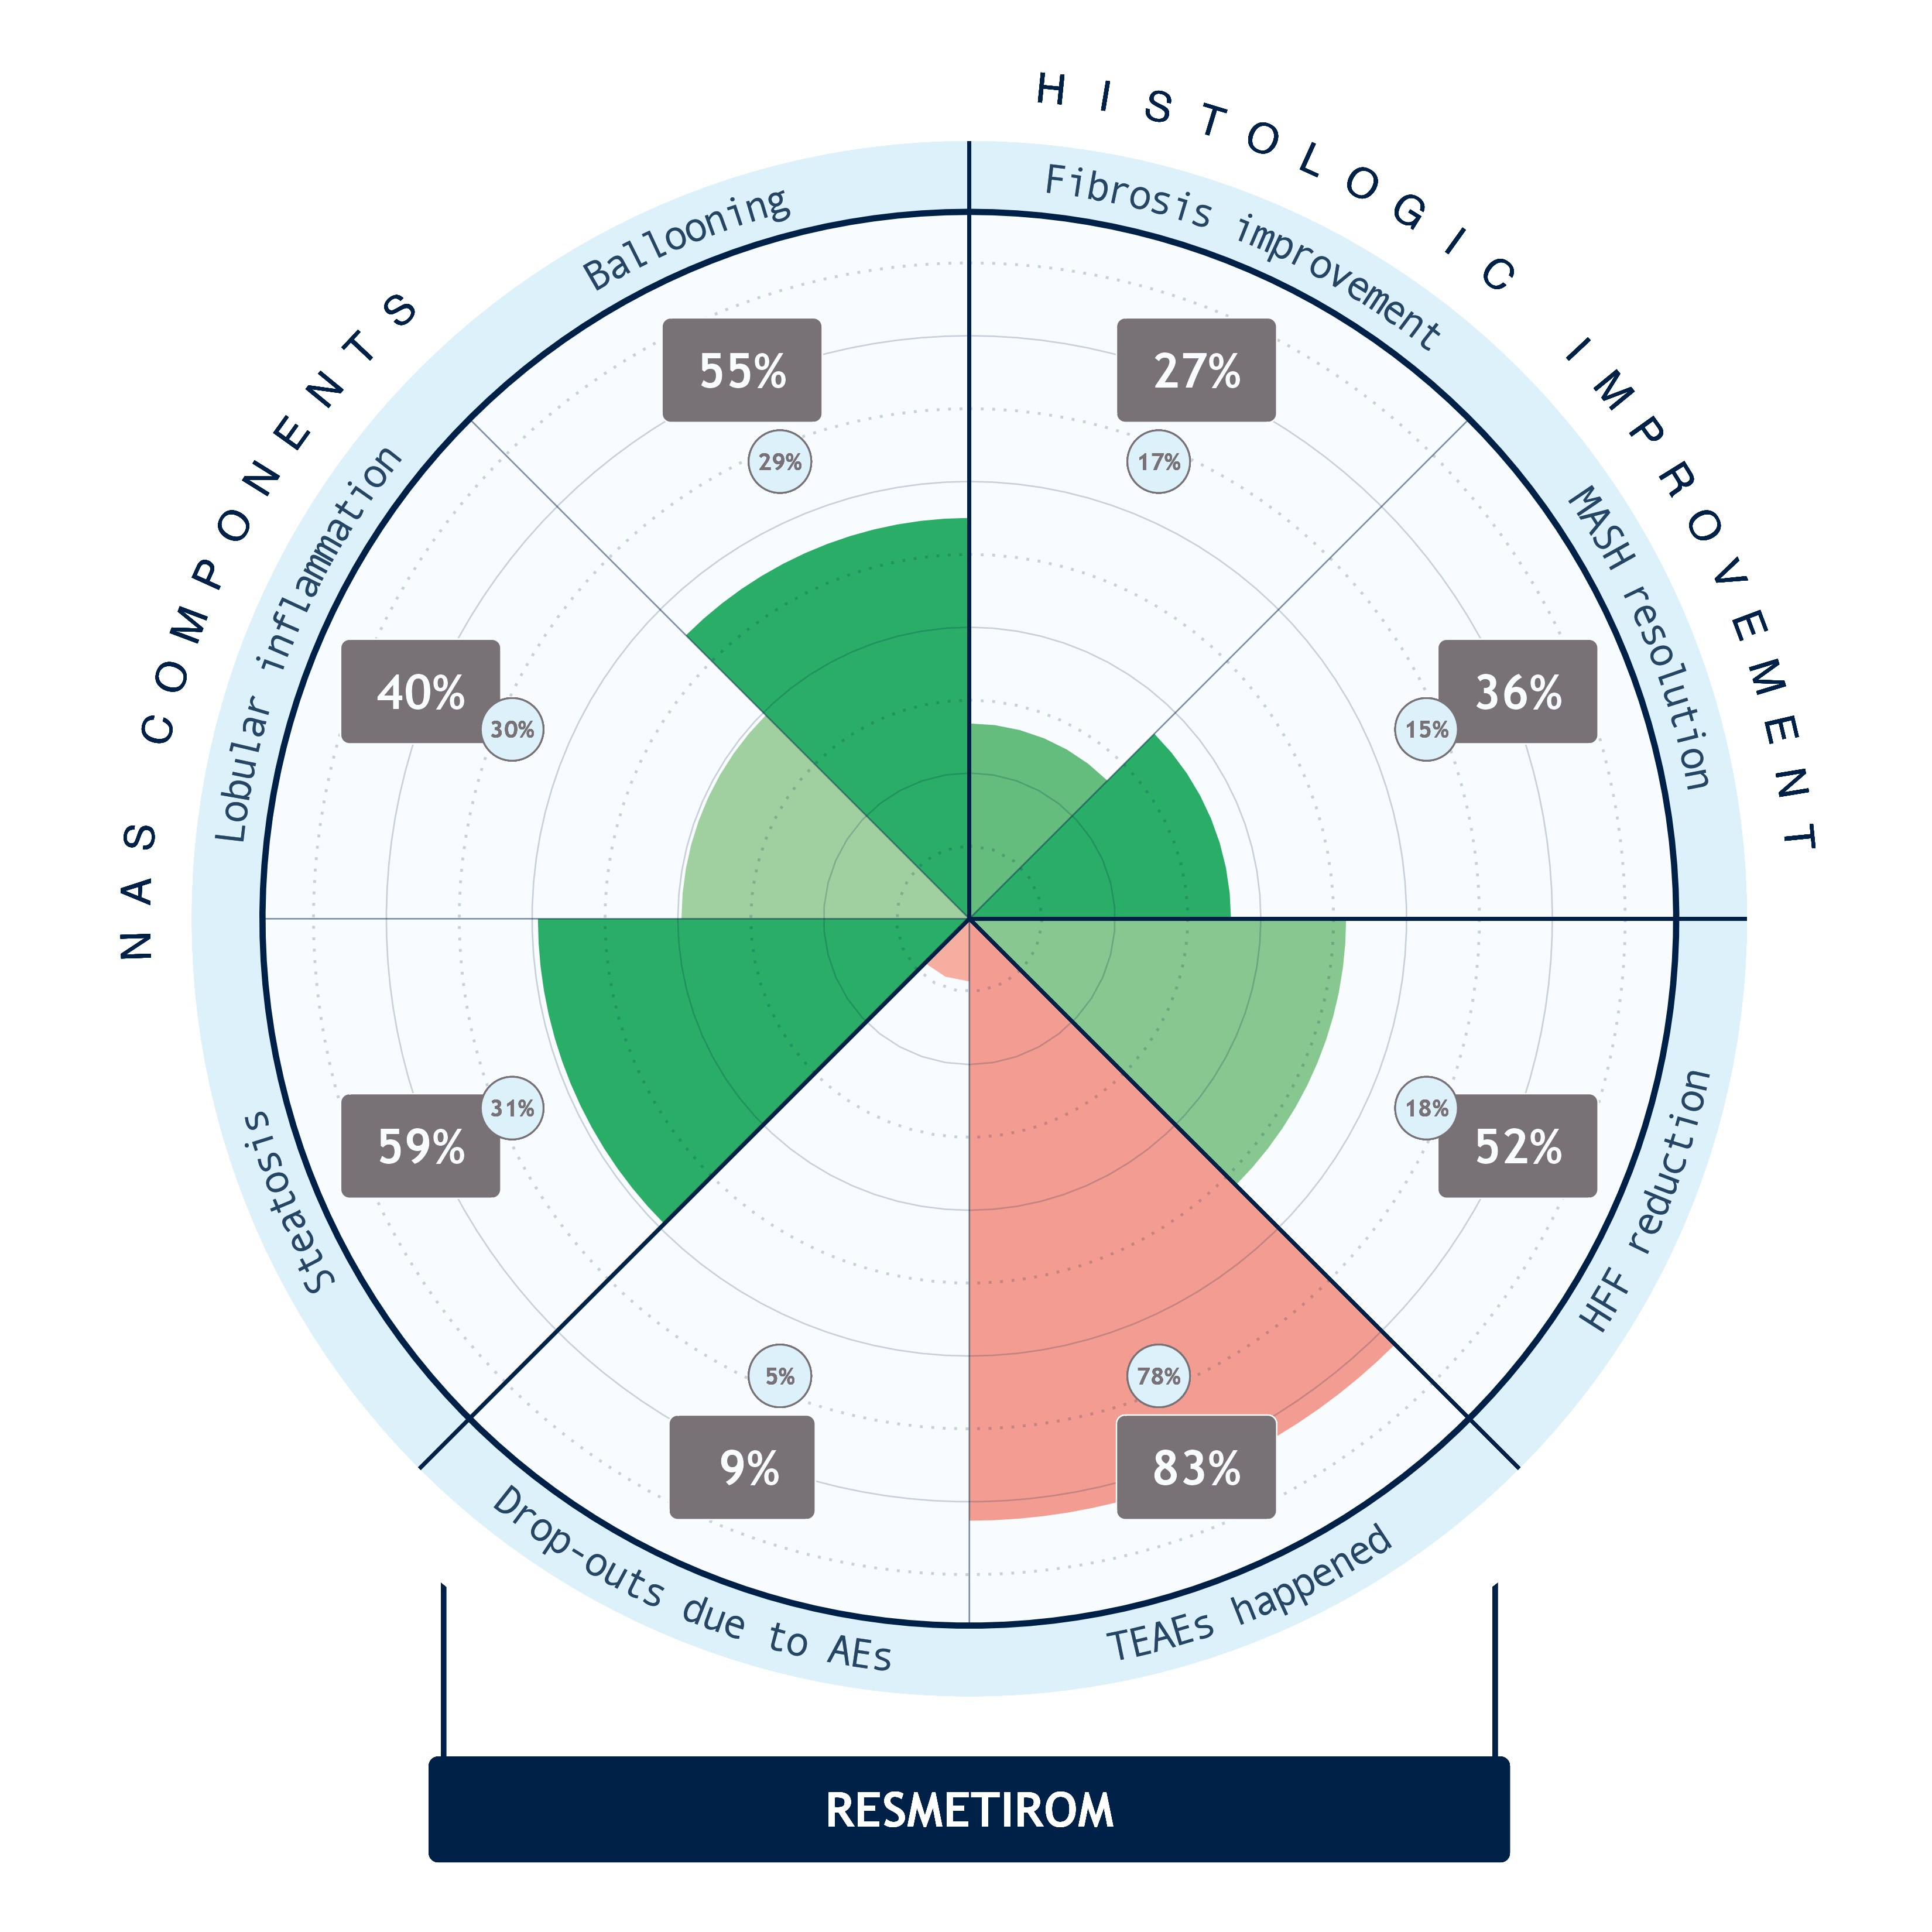 HISTOLOGIC IMPROVEMENT
NAS COMPONENTS
Fibrosis improvement
27%
17%
MASH resolution
36%
15%
HFF reduction
52%
18%
TEAEs happened
83%
78%
Drop-outs due to AEs
9%
5%
Steatosis
59%
31%
Lobular inflammation
40%
30%
Ballooning
55%
29%
RESMETIROM